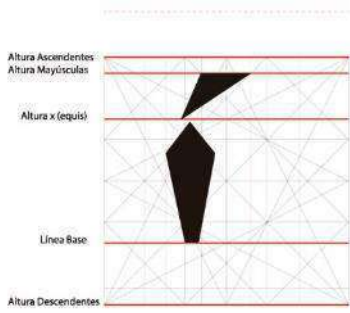 Altura Ascendentes
Altura Mayúsculas
Altura x (equis)
Línea Base
Altura Descendentes